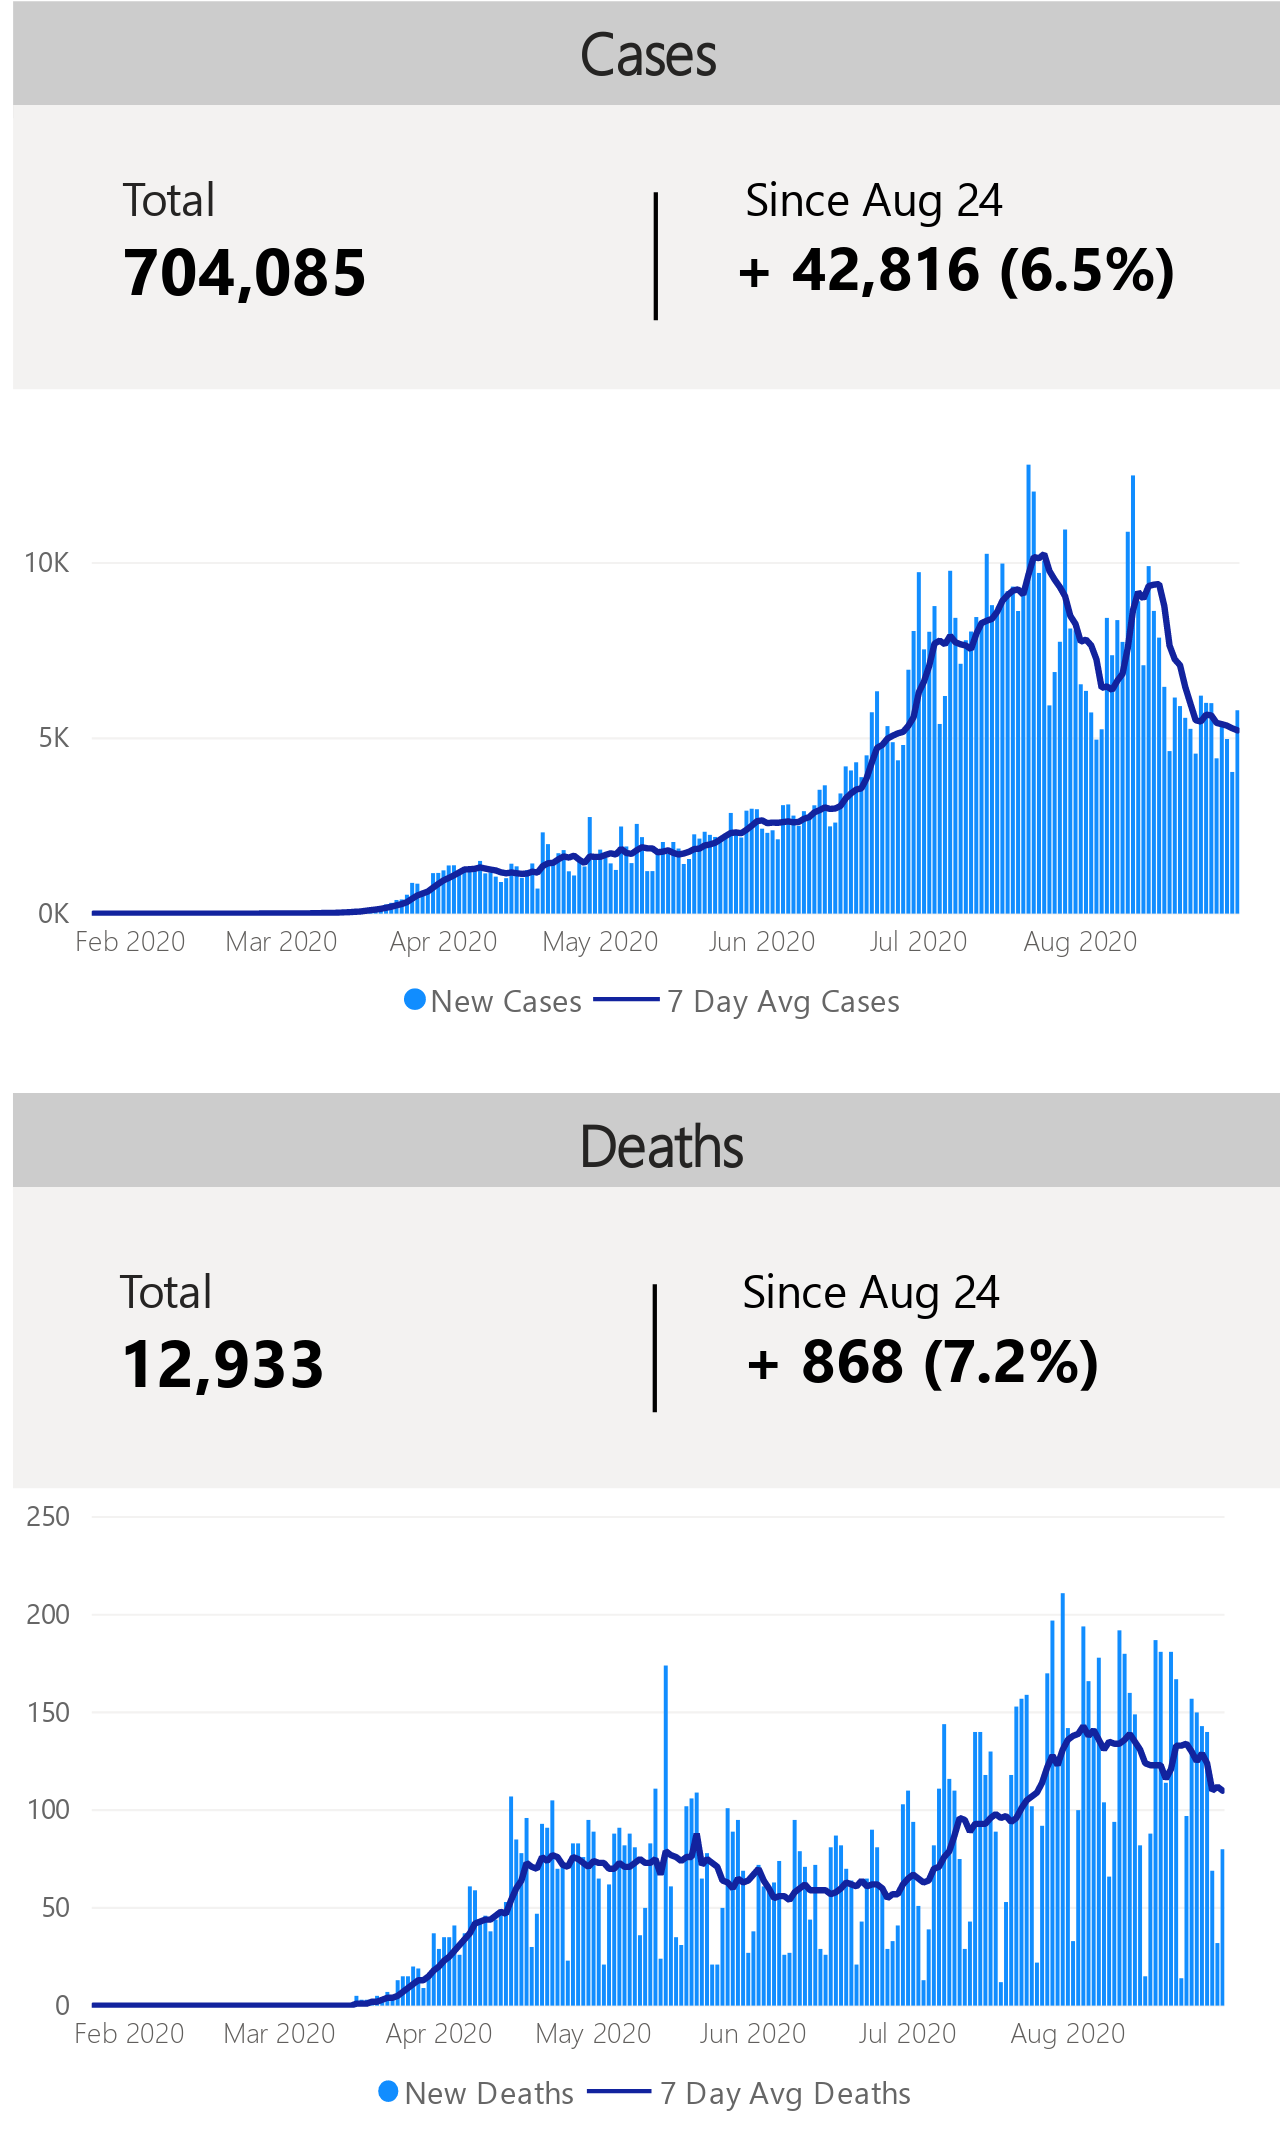 Cases
Total
Since Aug 24
704,085
+ 42,816 (6.5%)
10K
5K
0K
Feb 2020 Mar 2020 Apr 2020 May 2020 Jun 2020 Jul 2020 Aug 2020
New Cases 7 Day Avg Cases
Deaths
Total
Since Aug 24
12,933
+ 868 (7.2%)
250
200
150
100
50
0
Feb 2020 Mar 2020 Apr 2020 May 2020 Jun 2020 Jul 2020 Aug 2020
New Deaths 7 Day Avg Deaths